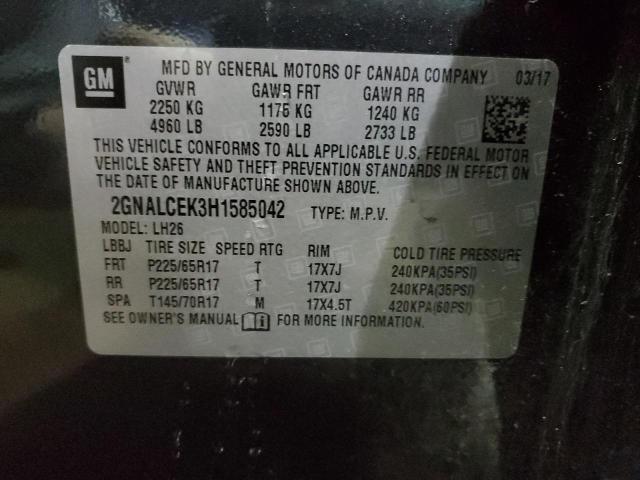 GM ®
MFD BY GENERAL MOTORS OF CANADA COMPANY 03/17
GVWR GAWR FRT GAWR RR
2250 KG 1175 KG 1240 KG
4960 LB 2590 LB 2733 LB
THIS VEHICLE CONFORMS TO ALL APPLICABLE U.S. FEDERAL MOTOR
VEHICLE SAFETY AND THEFT PREVENTION STANDARDS IN EFFECT ON
THE DATE OF MANUFACTURE SHOWN ABOVE.
2GNALCEK3H1585042 TYPE: M.P.V.
MODEL: LH26
LBBJ TIRE SIZE SPEED RTG RIM COLD TIRE PRESSURE
FRT P225/65R17 T 17X7J 240KPA(35PSI)
RR P225/65R17 T 17X7J 240KPA(35PSI)
SPA T145/70R17 M 17X4.5T 420KPA(60PSI)
SEE OWNER'S MANUAL FOR MORE INFORMATION.